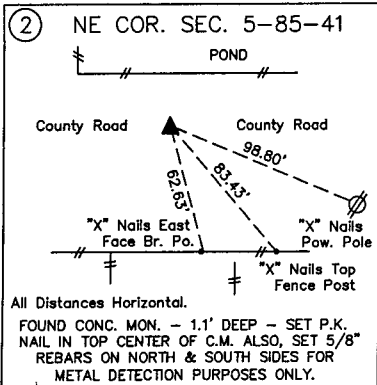 2 NE COR. SEC. 5-85-41
POND
County Road County Road
98.80'
83.43'
62.63'
"X" Nails East
Face Br. Po.
"X" Nails
Pow. Pole
"X" Nails Top
Fence Post
All Distances Horizontal.
FOUND CONC. MON. - 1.1' DEEP - SET P.K.
NAIL IN TOP CENTER OF C.M. ALSO, SET 5/8"
REBARS ON NORTH & SOUTH SIDES FOR
METAL DETECTION PURPOSES ONLY.